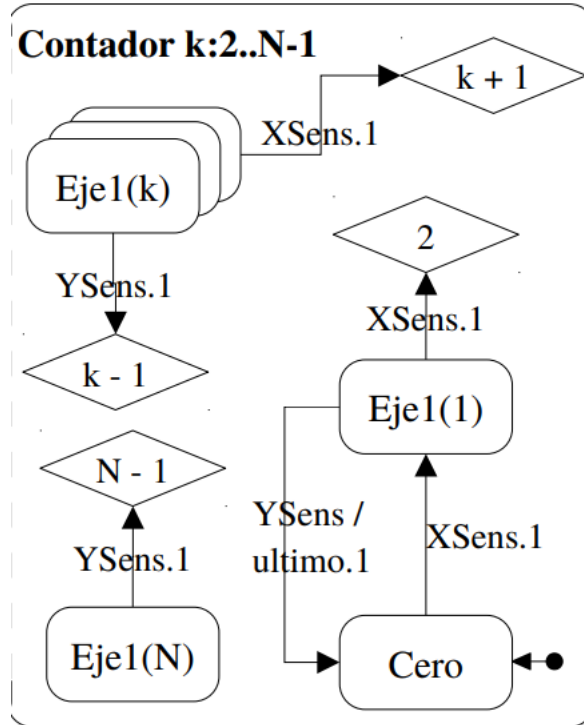 Contador k:2..N-1
k + 1
XSens.1
Eje1(k)
2
YSens.1
XSens.1
k - 1
Eje1(1)
N - 1
YSens /
ultimo.1
XSens.1
YSens.1
Eje1(N)
Cero